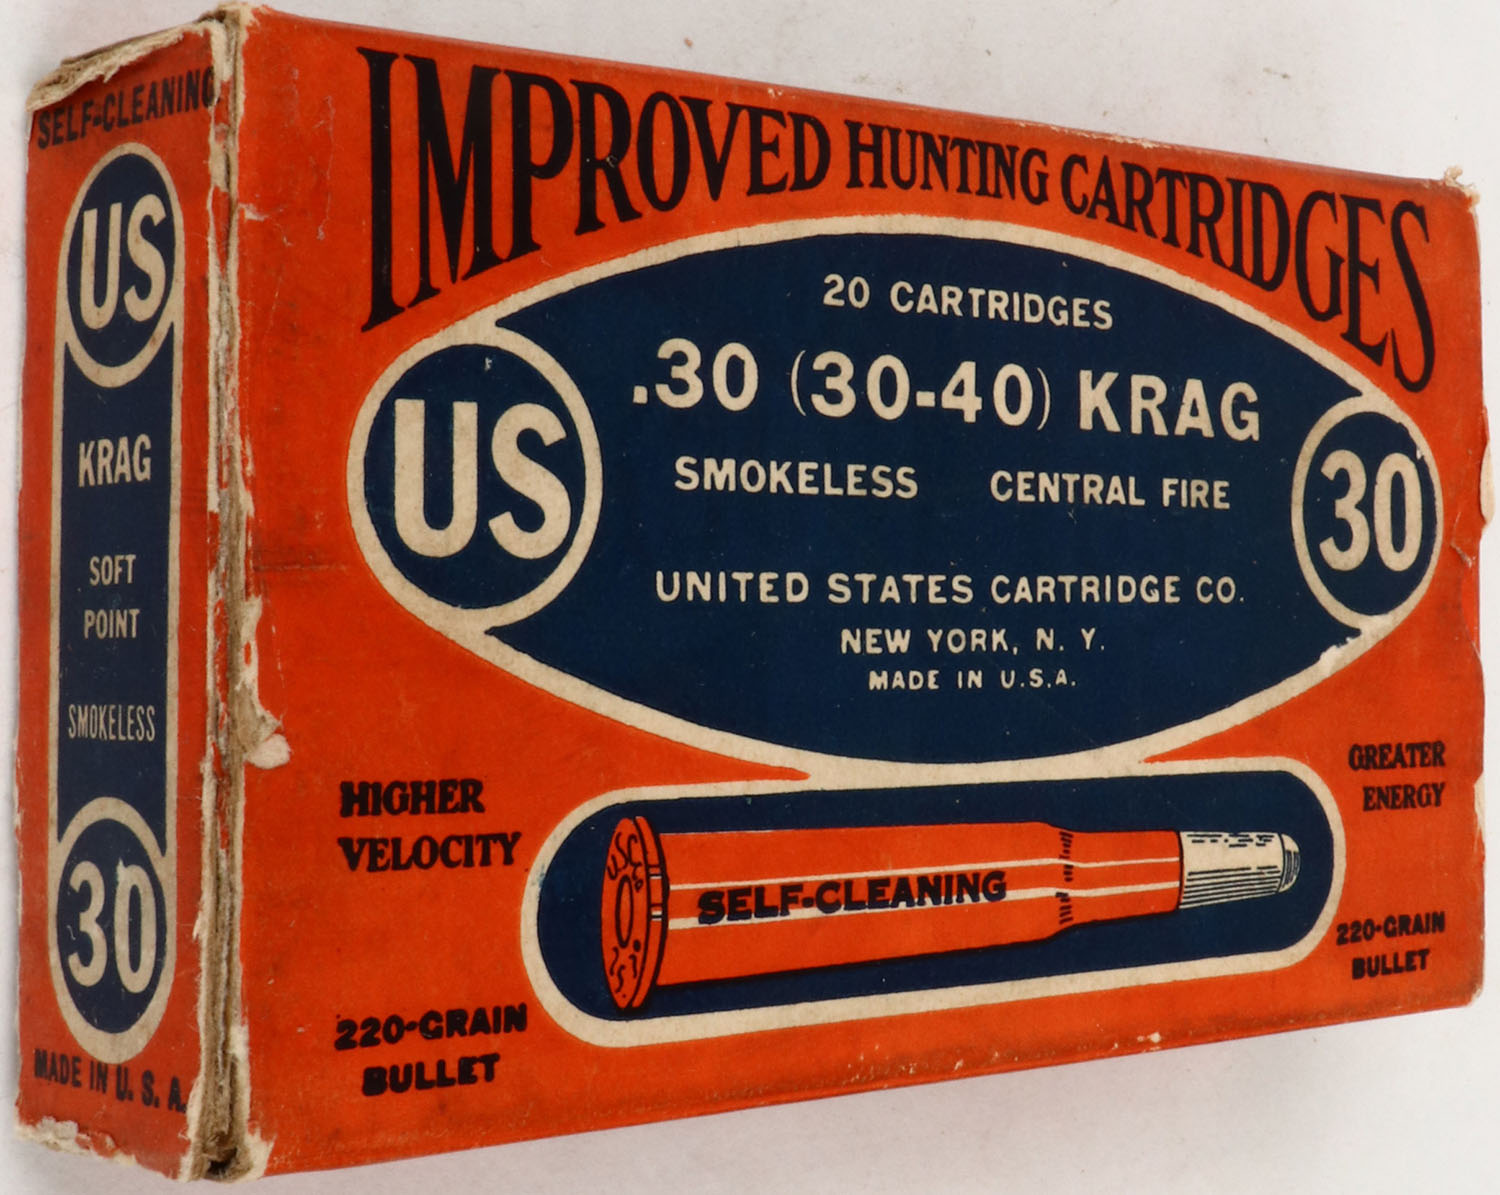 SELF-CLEANING
US
KRAG
SOFT
POINT
SMOKELESS
30
MADE IN U. S. A.
IMPROVED HUNTING CARTRIDGES
20 CARTRIDGES
.30 (30-40) KRAG
SMOKELESS CENTRAL FIRE
US
30
UNITED STATES CARTRIDGE CO.
NEW YORK, N. Y.
MADE IN U.S.A.
HIGHER
VELOCITY
GREATER
ENERGY
USC Co
SELF-CLEANING
220-GRAIN
BULLET
220-GRAIN
BULLET